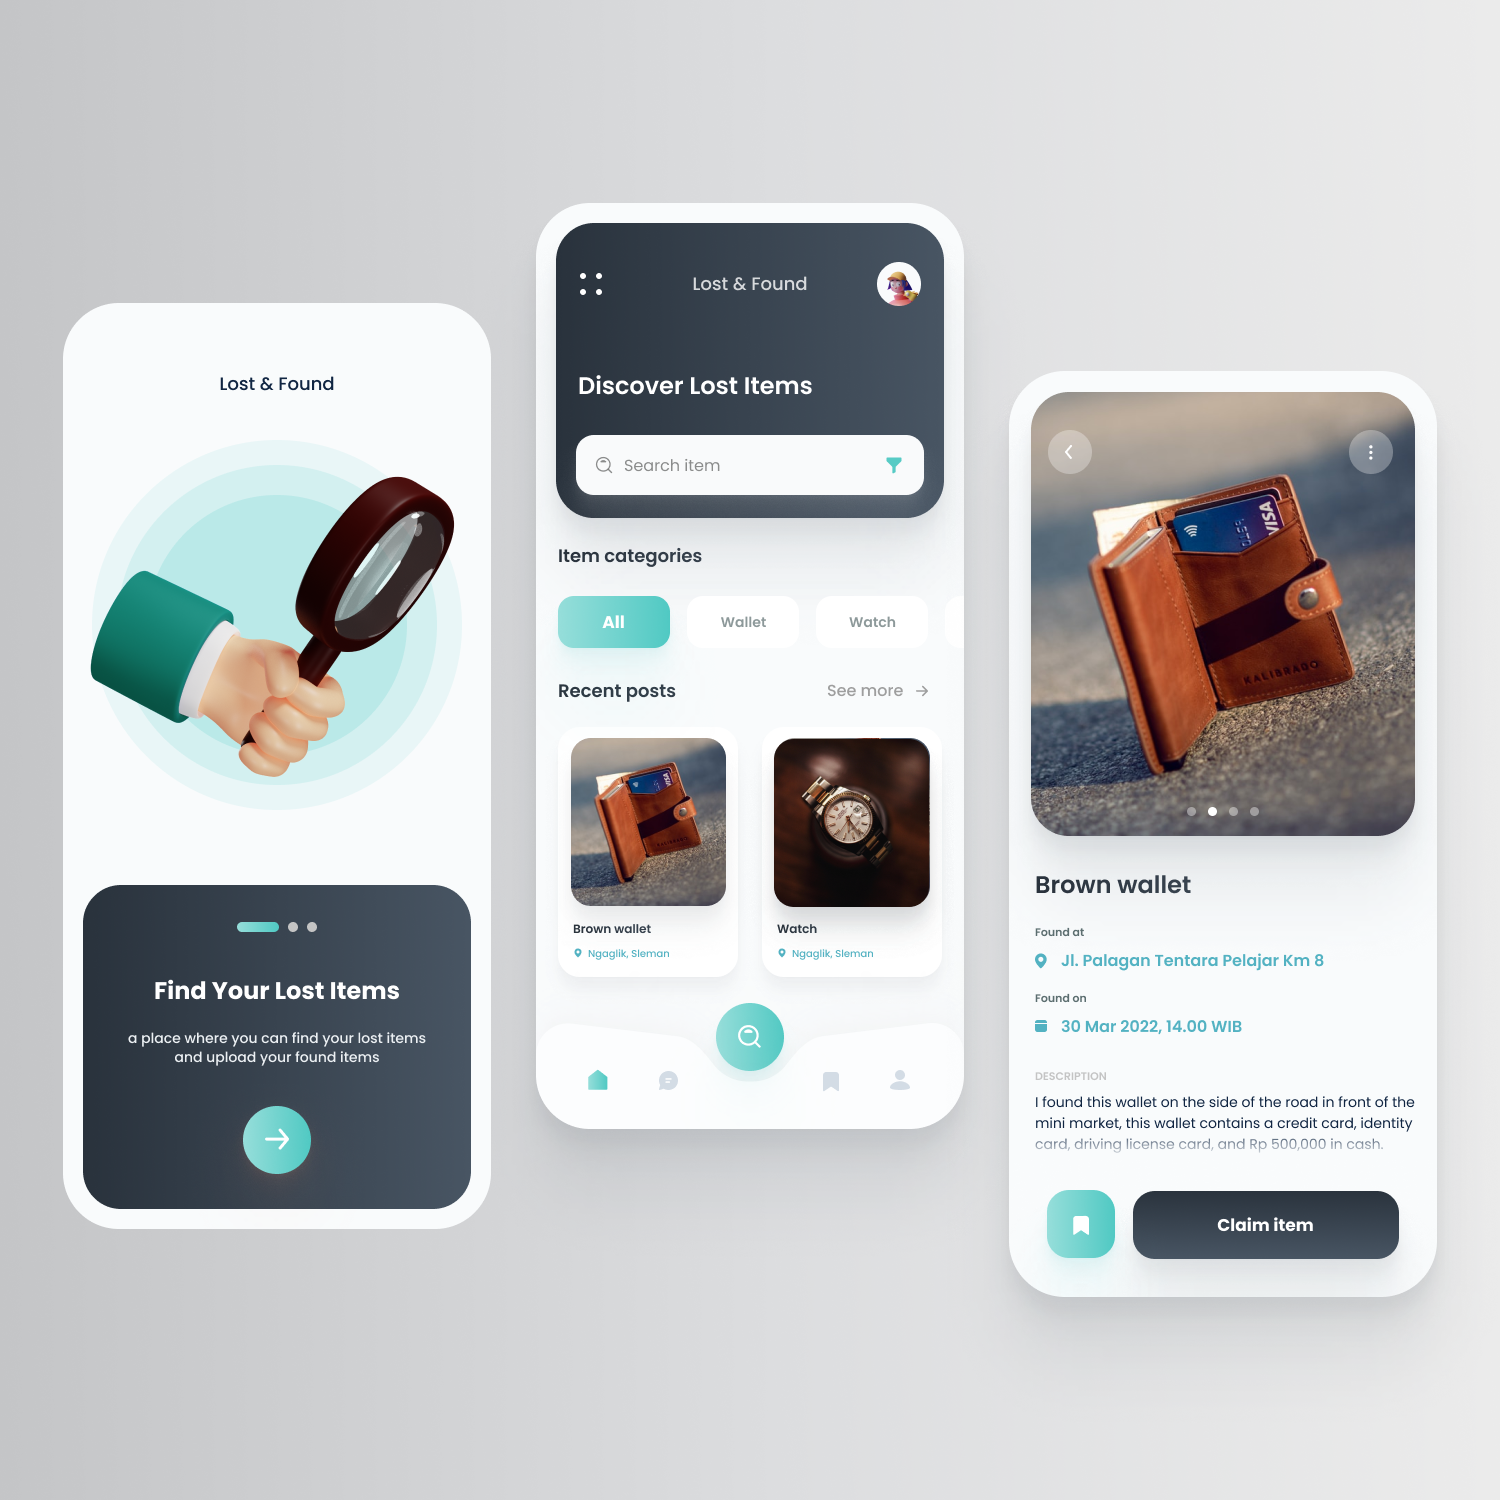 Lost & Found
Find Your Lost Items
a place where you can find your lost items
and upload your found items
Lost & Found
Discover Lost Items
Search item
Item categories
All
Wallet
Watch
Recent posts
See more
VISA
KALIBRADO
Brown wallet
Ngaglik, Sleman
Watch
Ngaglik, Sleman
VISA
KALIBRADO
Brown wallet
Found at
Jl. Palagan Tentara Pelajar Km 8
Found on
30 Mar 2022, 14.00 WIB
DESCRIPTION
I found this wallet on the side of the road in front of the
mini market, this wallet contains a credit card, identity
card, driving license card, and Rp 500,000 in cash.
Claim item